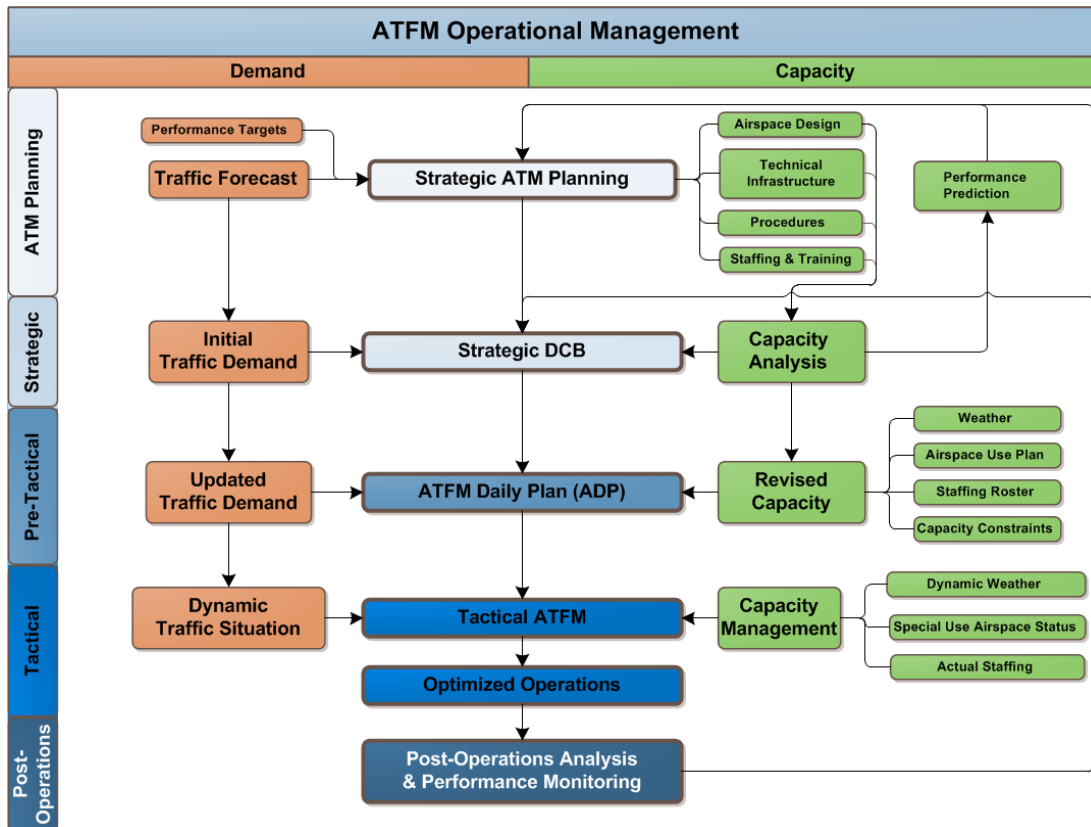 ATFM Operational Management
Demand
Capacity
ATM Planning
Performance Targets
Traffic Forecast
Strategic ATM Planning
Airspace Design
Technical
Infrastructure
Procedures
Staffing & Training
Performance
Prediction
Strategic
Initial
Traffic Demand
Strategic DCB
Capacity
Analysis
Pre-Tactical
Updated
Traffic Demand
ATFM Daily Plan (ADP)
Revised
Capacity
Weather
Airspace Use Plan
Staffing Roster
Capacity Constraints
Tactical
Dynamic
Traffic Situation
Tactical ATFM
Capacity
Management
Dynamic Weather
Special Use Airspace Status
Actual Staffing
Optimized Operations
Post-
Operations
Post-Operations Analysis
& Performance Monitoring